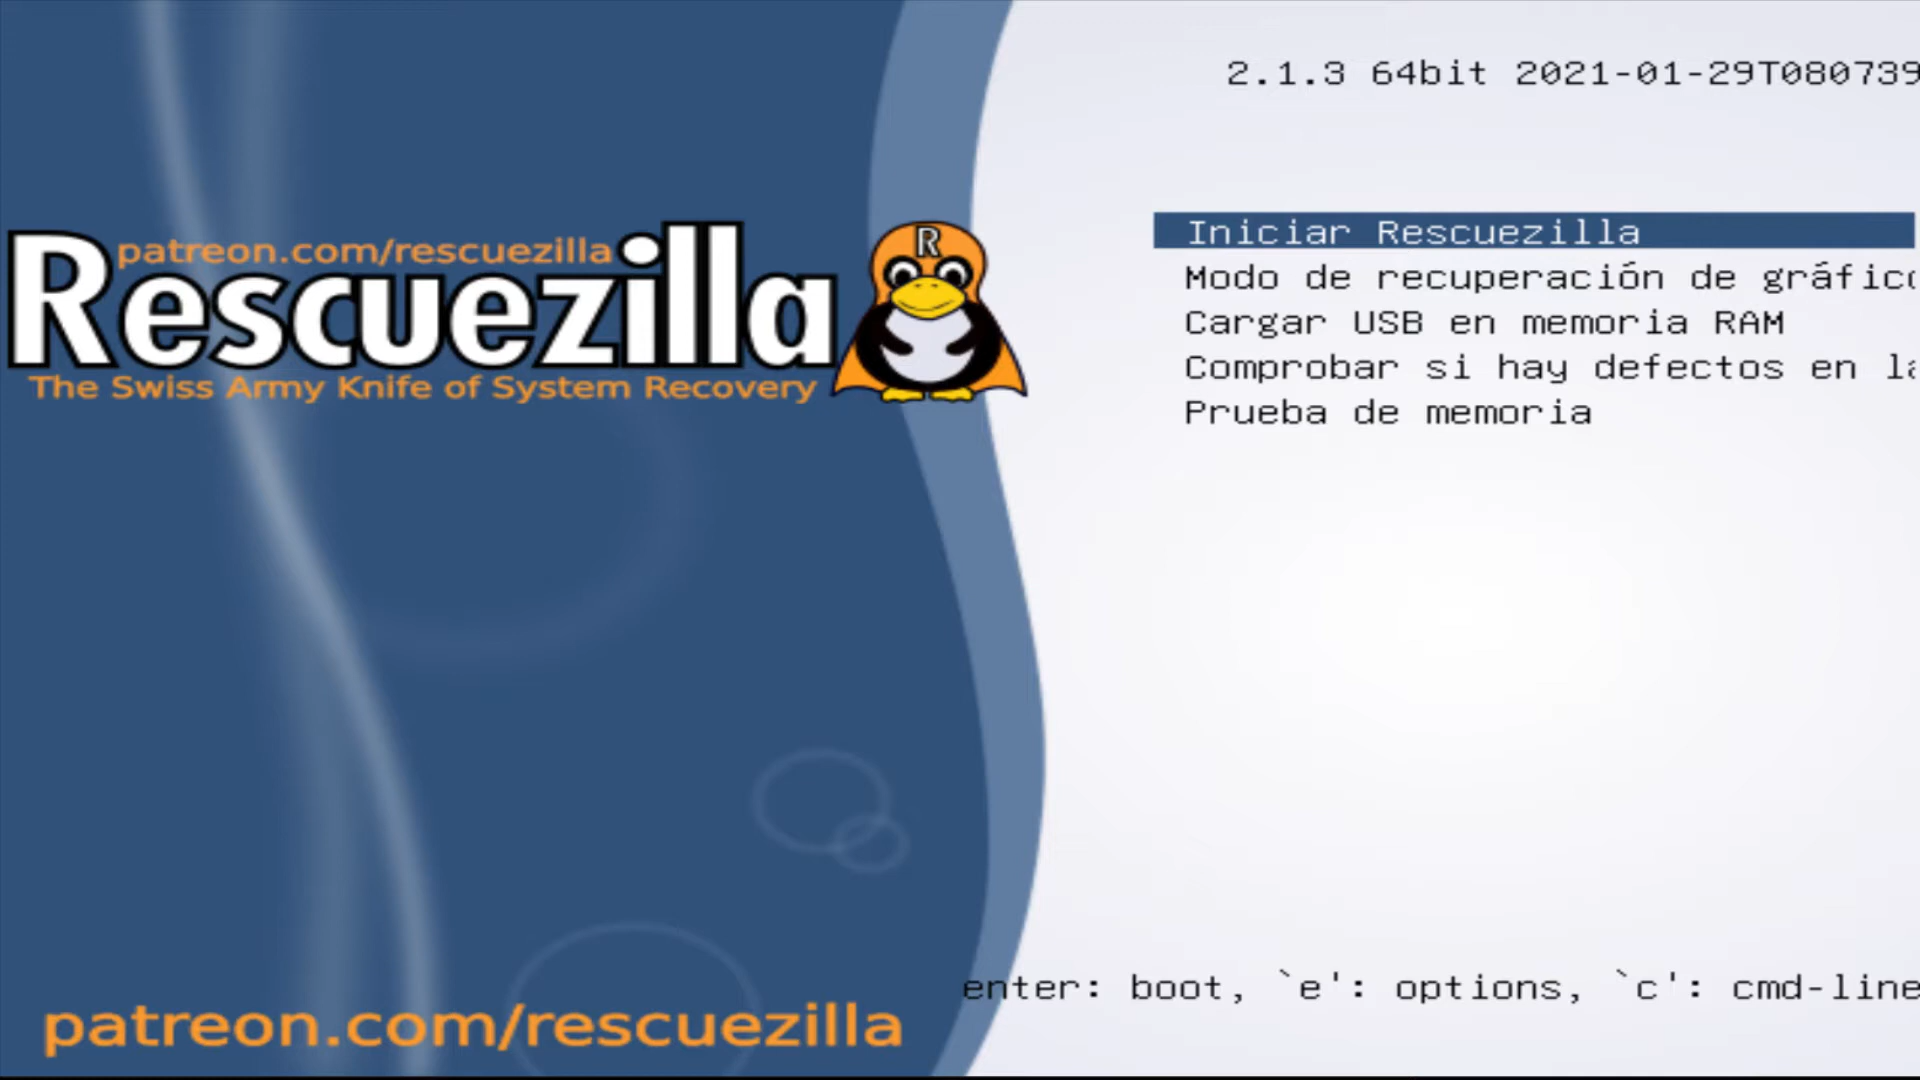 2.1.3 64bit 2021-01-29T080739
patreon.com/rescuezilla
Rescuezilla
R
The Swiss Army Knife of System Recovery
Iniciar Rescuezilla
Modo de recuperación de gráfic
Cargar USB en memoria RAM
Comprobar si hay defectos en la
Prueba de memoria
enter: boot, `e': options, `c': cmd-line
patreon.com/rescuezilla